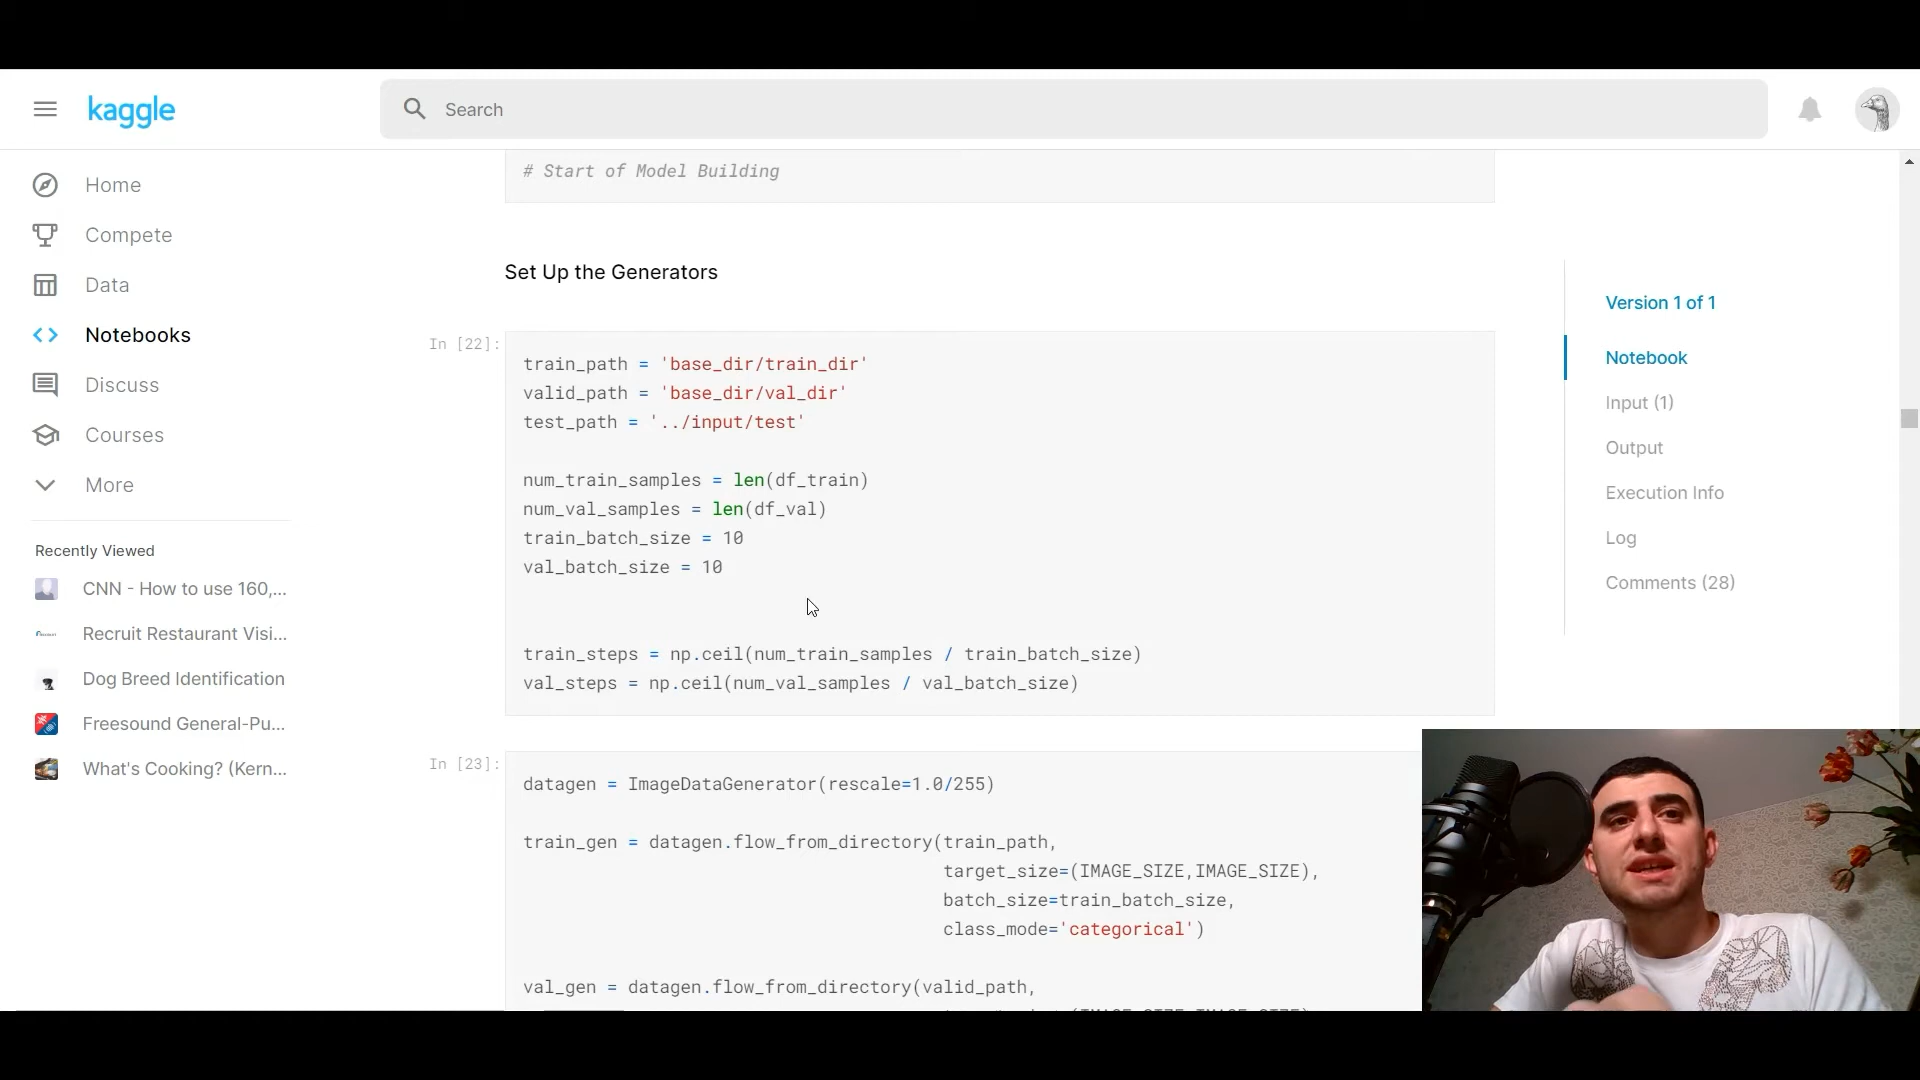 kaggle
Search
Home
Compete
Data
Notebooks
Discuss
Courses
More
Recently Viewed
CNN - How to use 160,...
Recruit Restaurant Visi...
Dog Breed Identification
Freesound General-Pu...
What's Cooking? (Kern...
# Start of Model Building
Set Up the Generators
In [22]:
train_path = 'base_dir/train_dir'
valid_path = 'base_dir/val_dir'
test_path = '../input/test'
num_train_samples = len(df_train)
num_val_samples = len(df_val)
train_batch_size = 10
val_batch_size = 10
train_steps = np.ceil(num_train_samples / train_batch_size)
val_steps = np.ceil(num_val_samples / val_batch_size)
In [23]:
datagen = ImageDataGenerator(rescale=1.0/255)
train_gen = datagen.flow_from_directory(train_path,
target_size=(IMAGE_SIZE,IMAGE_SIZE),
batch_size=train_batch_size,
class_mode='categorical')
val_gen = datagen.flow_from_directory(valid_path,
Version 1 of 1
Notebook
Input (1)
Output
Execution Info
Log
Comments (28)